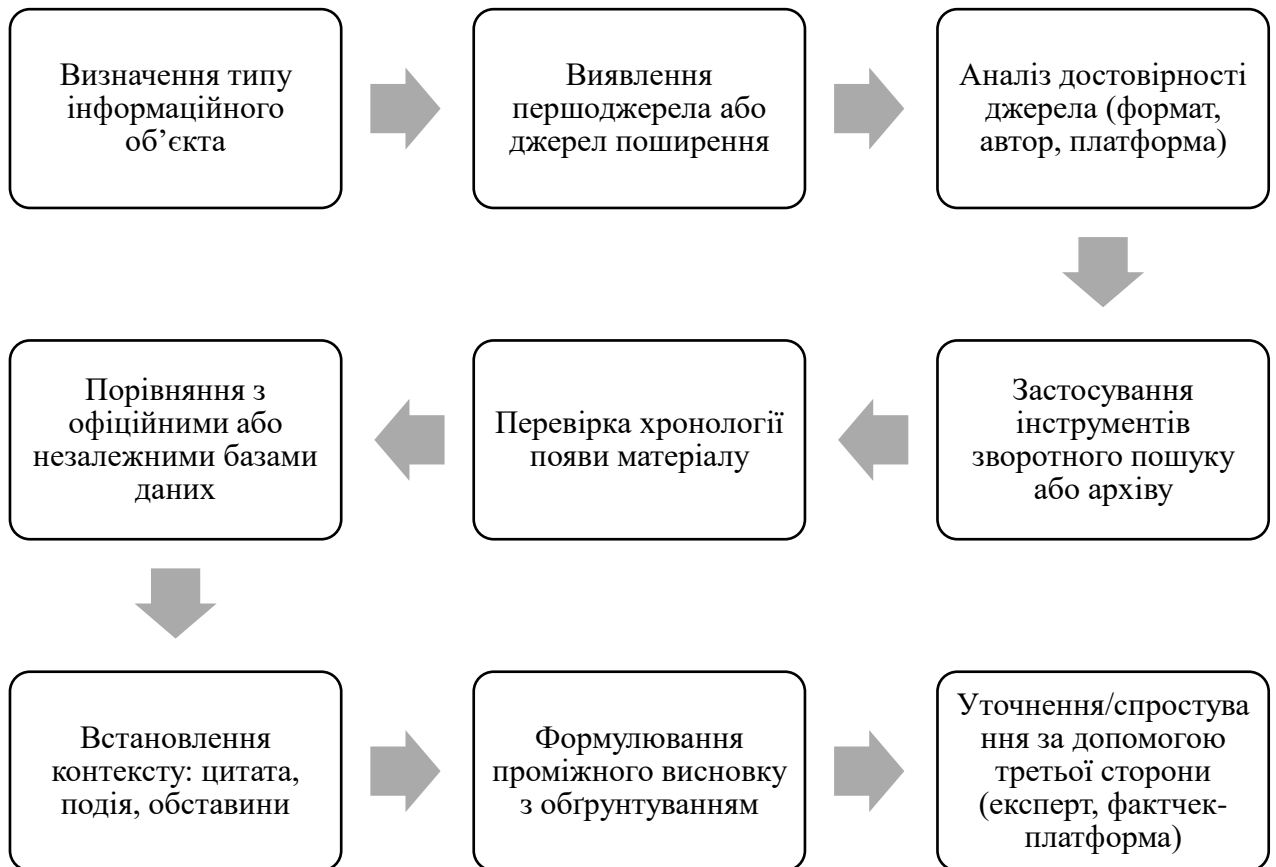 Визначення типу
інформаційного
об’єкта
Виявлення
першоджерела або
джерел поширення
Аналіз достовірності
джерела (формат,
автор, платформа)
Застосування
інструментів
зворотного пошуку
або архіву
Перевірка хронології
появи матеріалу
Порівняння з
офіційними або
незалежними базами
даних
Встановлення
контексту: цитата,
подія, обставини
Формулювання
проміжного висновку
з обґрунтуванням
Уточнення/спростува
ння за допомогою
третьої сторони
(експерт, фактчек-
платформа)